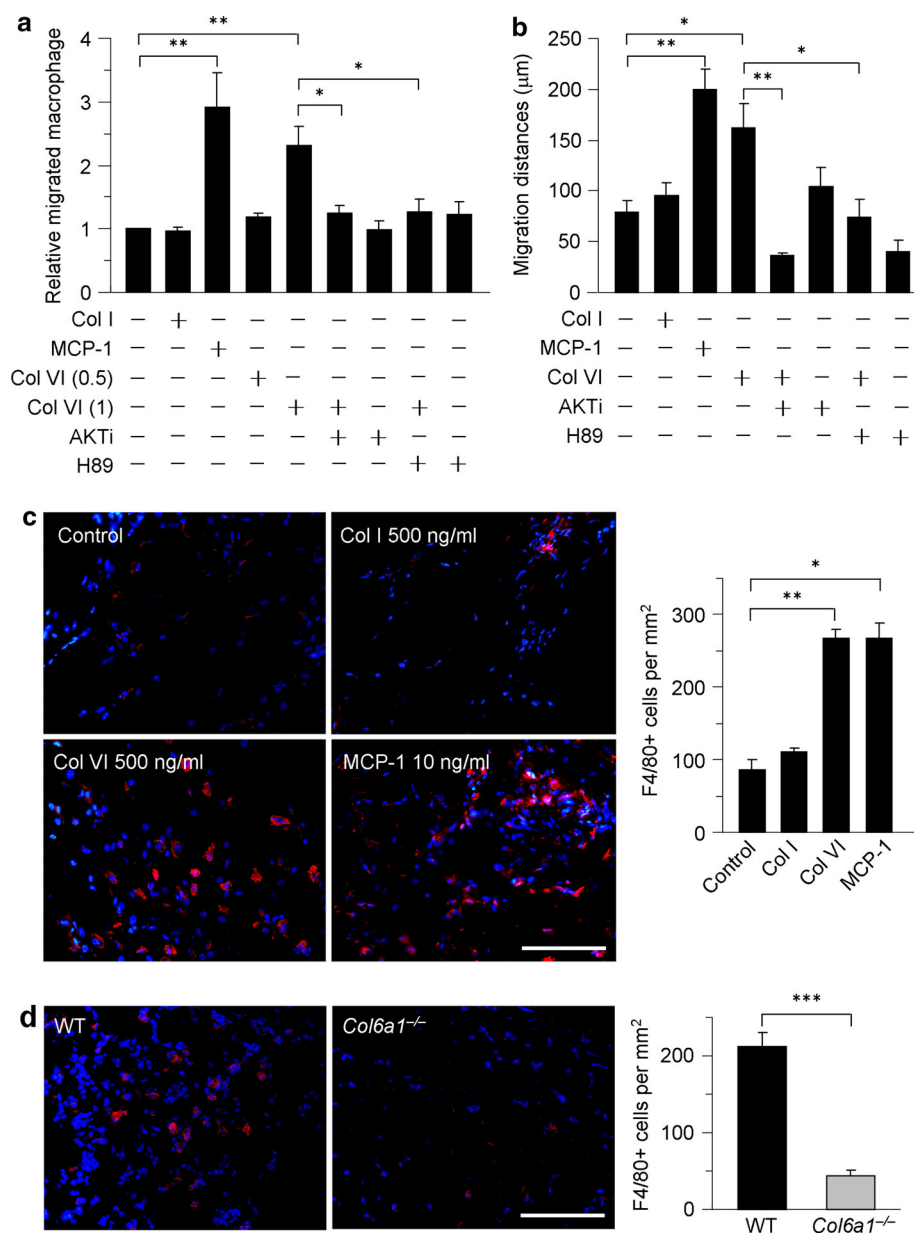 a
Relative migrated macrophage
4
3
2
1
0
**
**
*
*
Col I – + – – – – – – –
MCP-1 – – + – – – – – –
Col VI (0.5) – – – + – – – – –
Col VI (1) – – – – + + – + –
AKTi – – – – – + + – –
H89 – – – – – – – + +
b
Migration distances (μm)
250
200
150
100
50
0
*
**
*
**
Col I – + – – – – – –
MCP-1 – – + – – – – –
Col VI – – – + + – + –
AKTi – – – – + + – –
H89 – – – – – – + +
c
Control
Col I 500 ng/ml
Col VI 500 ng/ml
MCP-1 10 ng/ml
F4/80+ cells per mm²
300
200
100
0
*
**
Control
Col I
Col VI
MCP-1
d
WT
Col6a1⁻/⁻
F4/80+ cells per mm²
200
100
0
***
WT
Col6a1⁻/⁻